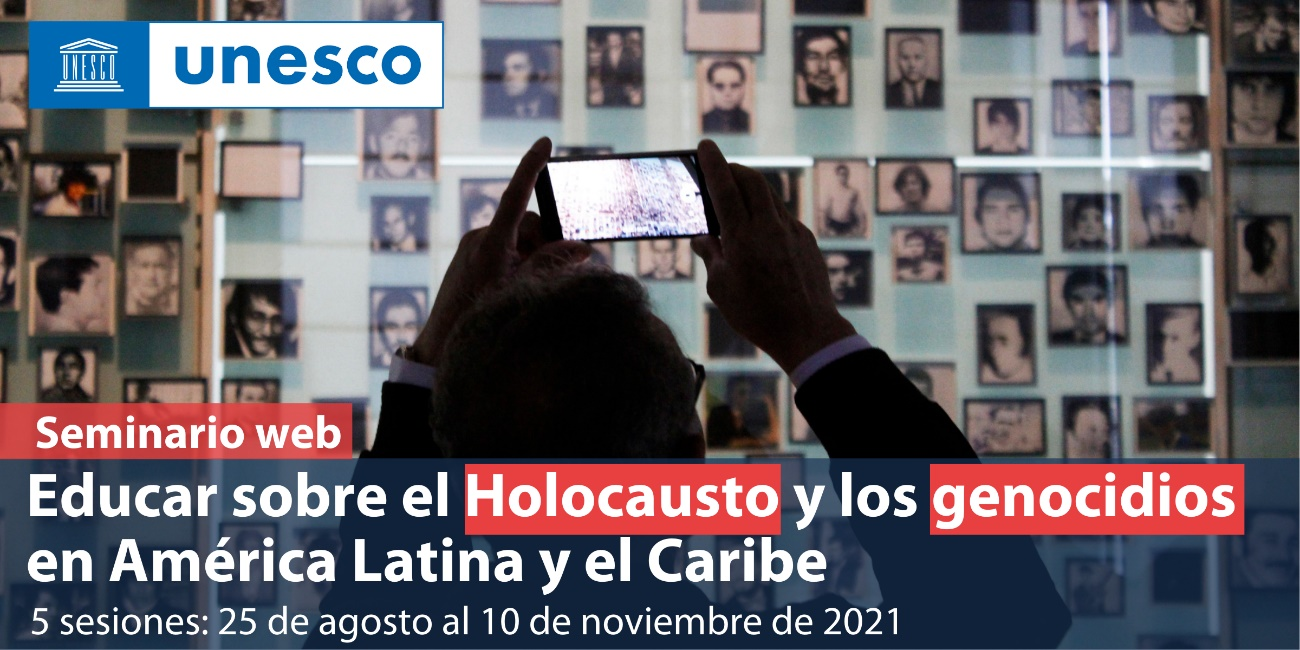 UNESCO
unesco
Seminario web
Educar sobre el Holocausto y los genocidios
en América Latina y el Caribe
5 sesiones: 25 de agosto al 10 de noviembre de 2021